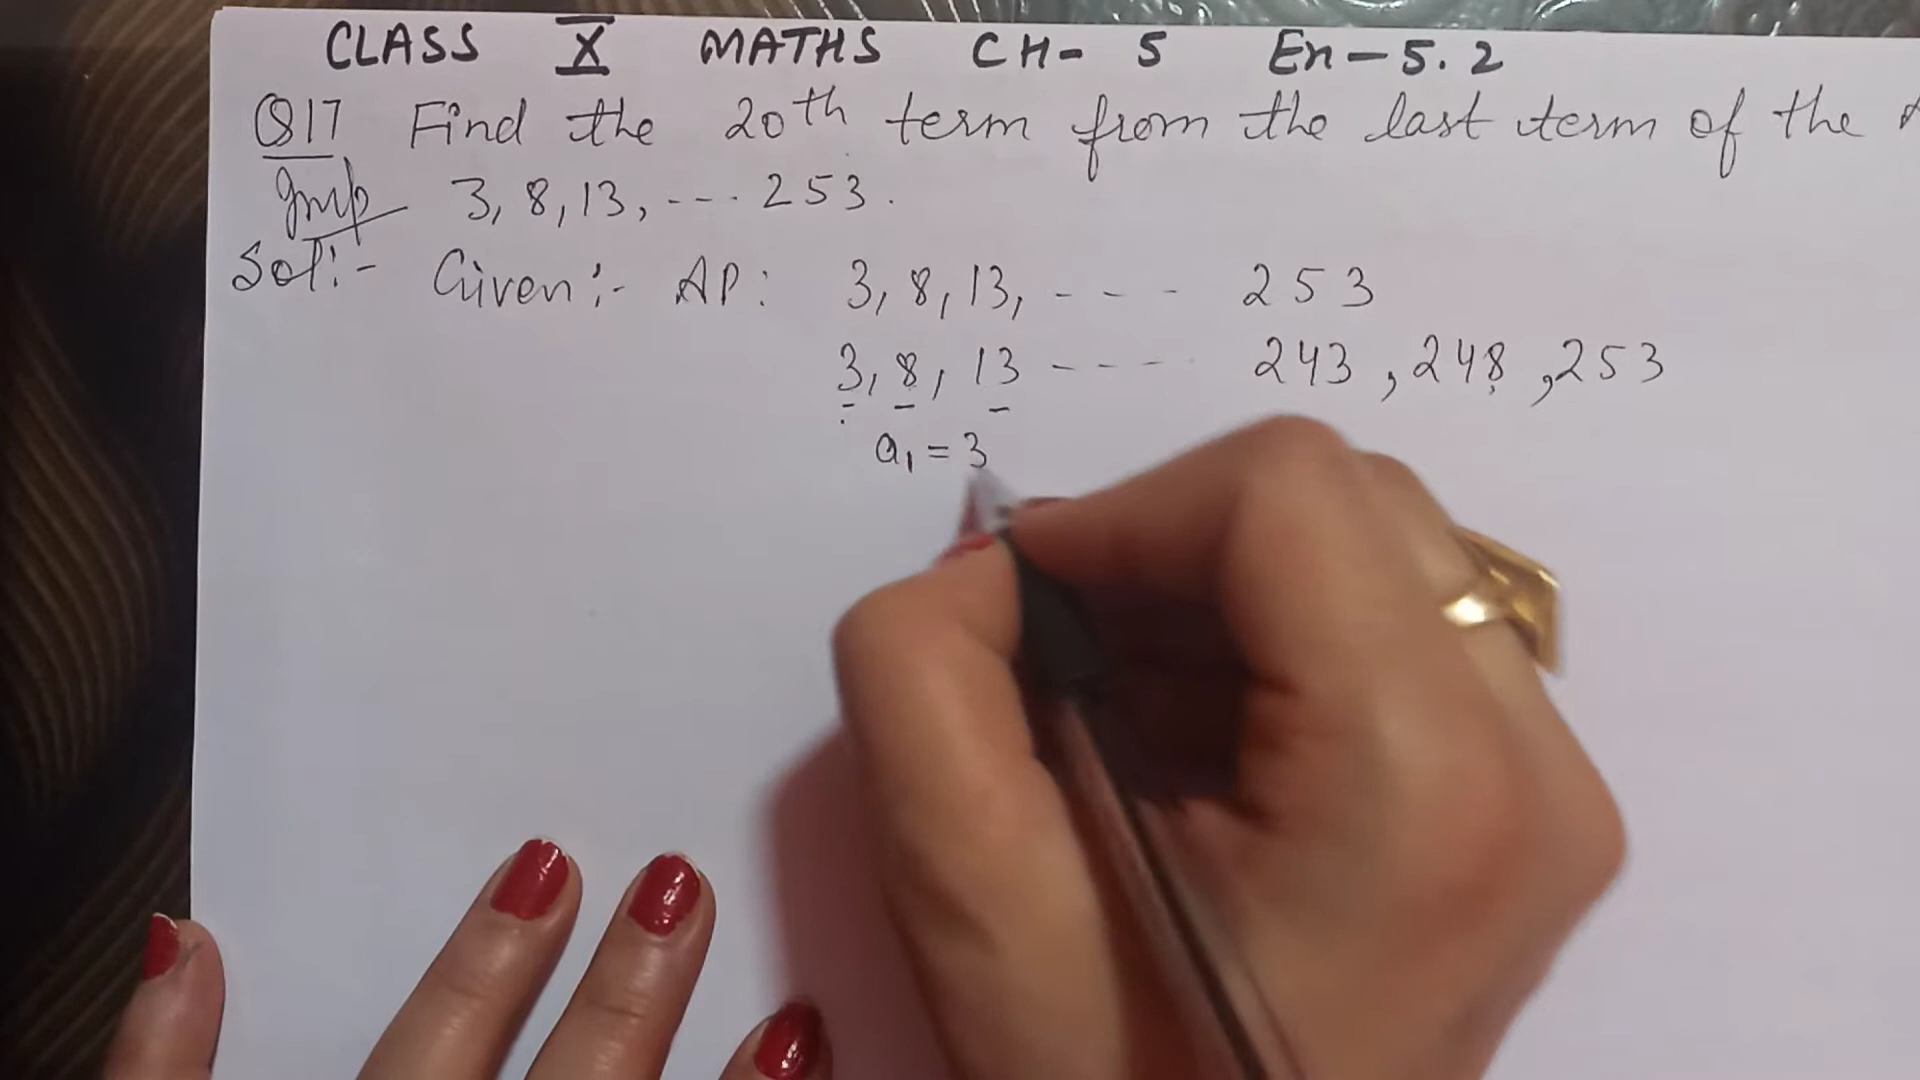 CLASS X MATHS CH- 5 Ex-5.2
Q17 Find the 20th term from the last term of the
Imp 3, 8, 13, --- 253.
Sol:- Given:- AP: 3, 8, 13, - - - 253
3, 8, 13 - - - - 243, 248, 253
a₁ = 3